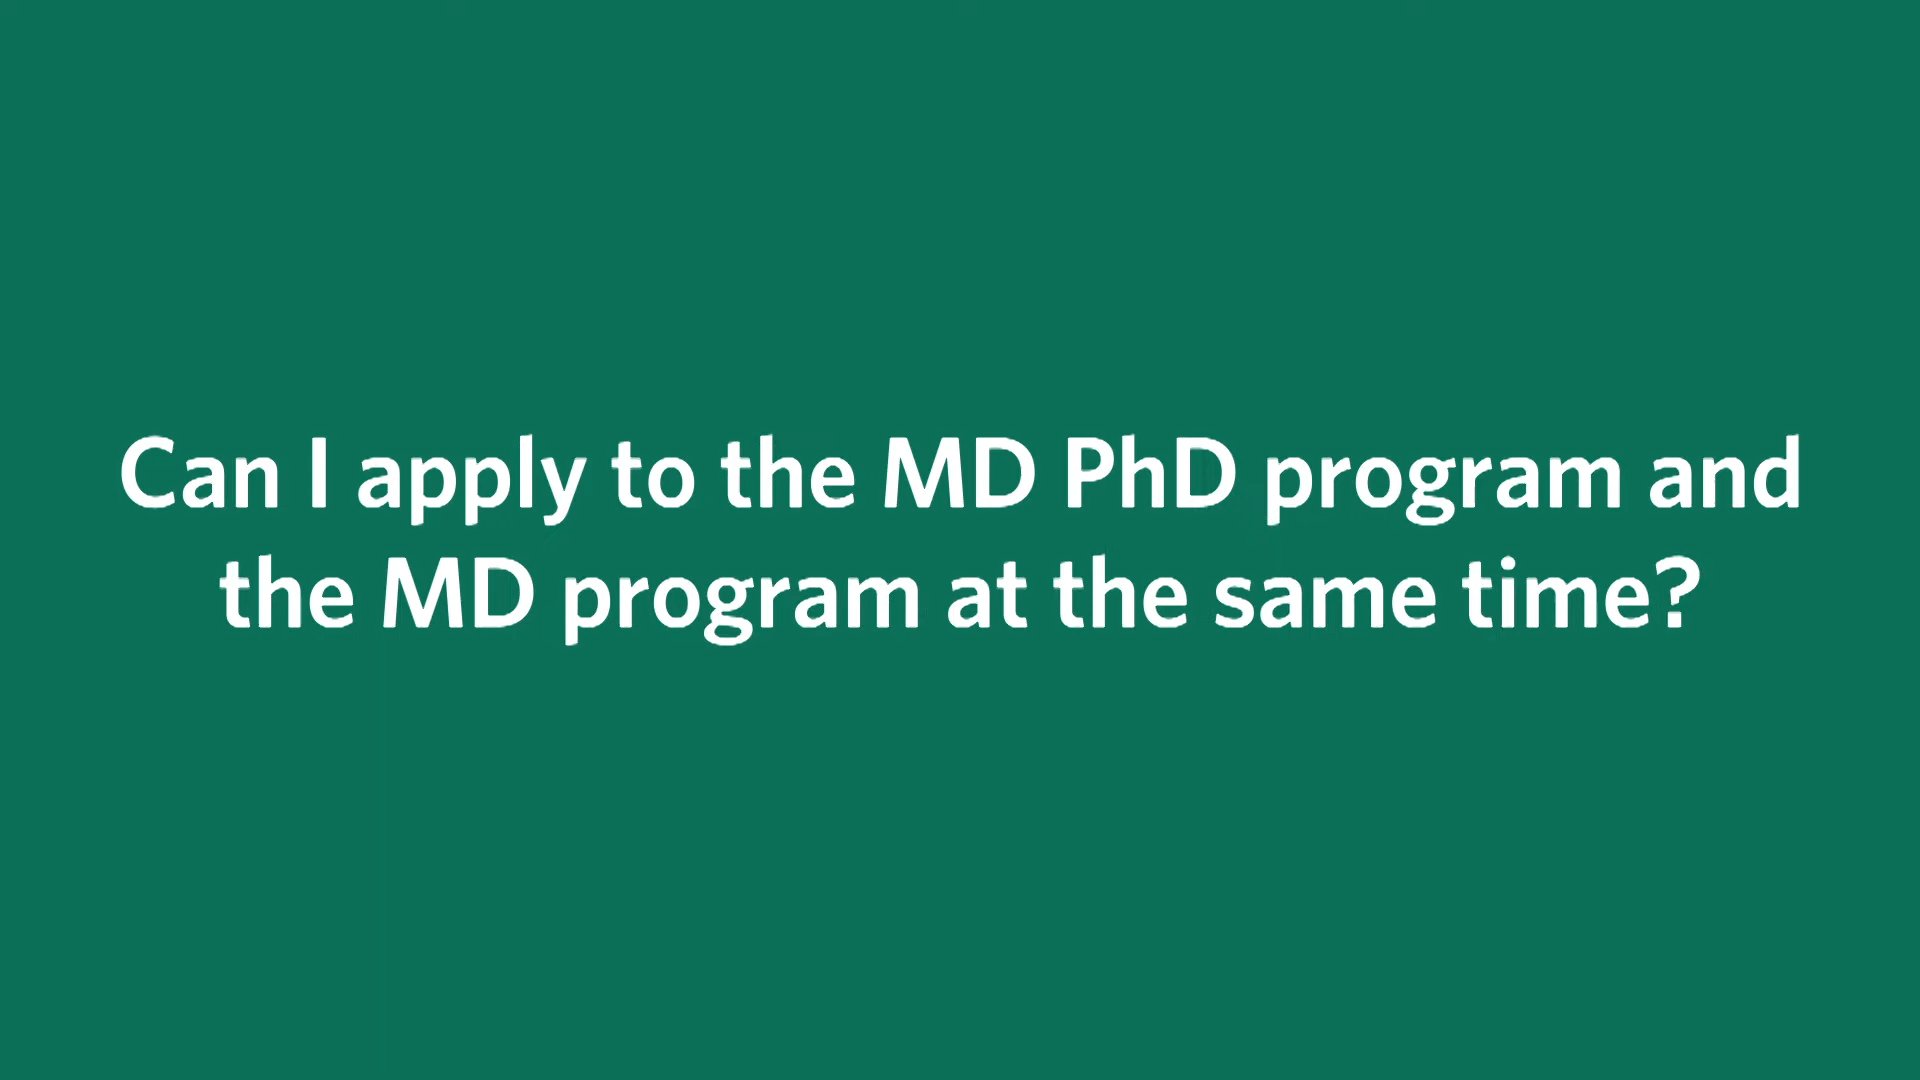 Can I apply to the MD PhD program and
the MD program at the same time?